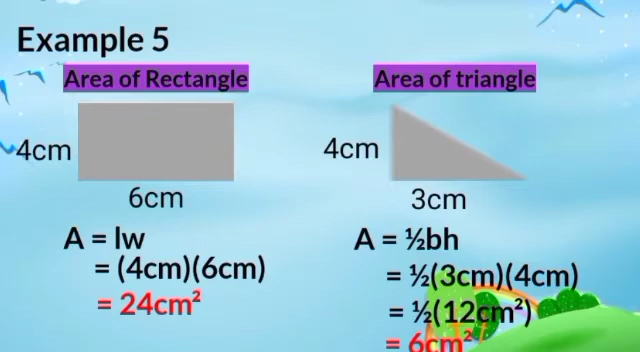 Example 5
Area of Rectangle
4cm
6cm
A = lw
= (4cm)(6cm)
= 24cm²
Area of triangle
4cm
3cm
A = ½bh
= ½(3cm)(4cm)
= ½(12cm²)
= 6cm²